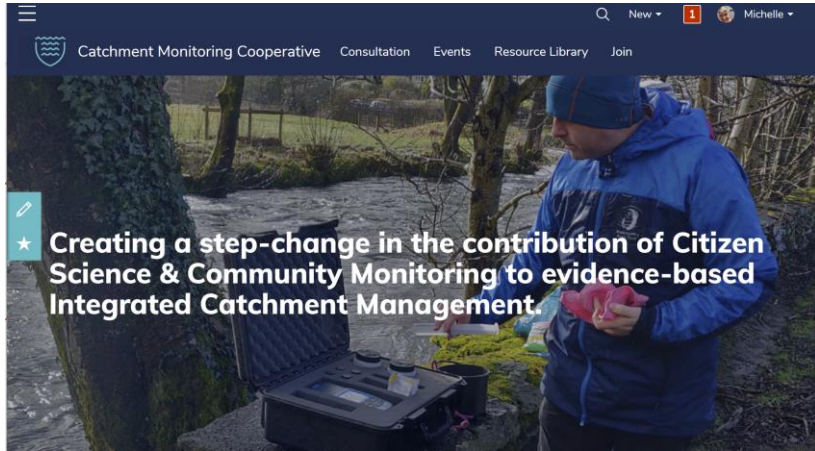 New
1
Michelle
Catchment Monitoring Cooperative Consultation Events Resource Library Join
Creating a step-change in the contribution of Citizen
Science & Community Monitoring to evidence-based
Integrated Catchment Management.